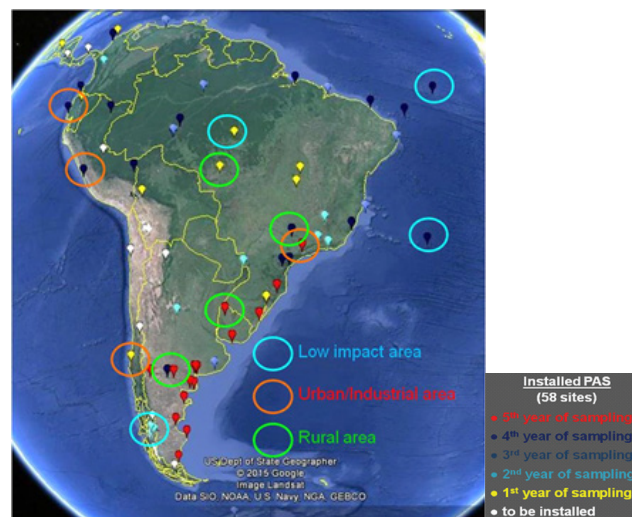 Low impact area
Urban/Industrial area
Rural area
US Dept of State Geographer
© 2015 Google
Image Landsat
Data SIO, NOAA, U.S. Navy, NGA, GEBCO
Installed PAS
(58 sites)
● 5th year of sampling
● 4th year of sampling
● 3rd year of sampling
● 2nd year of sampling
● 1st year of sampling
● to be installed